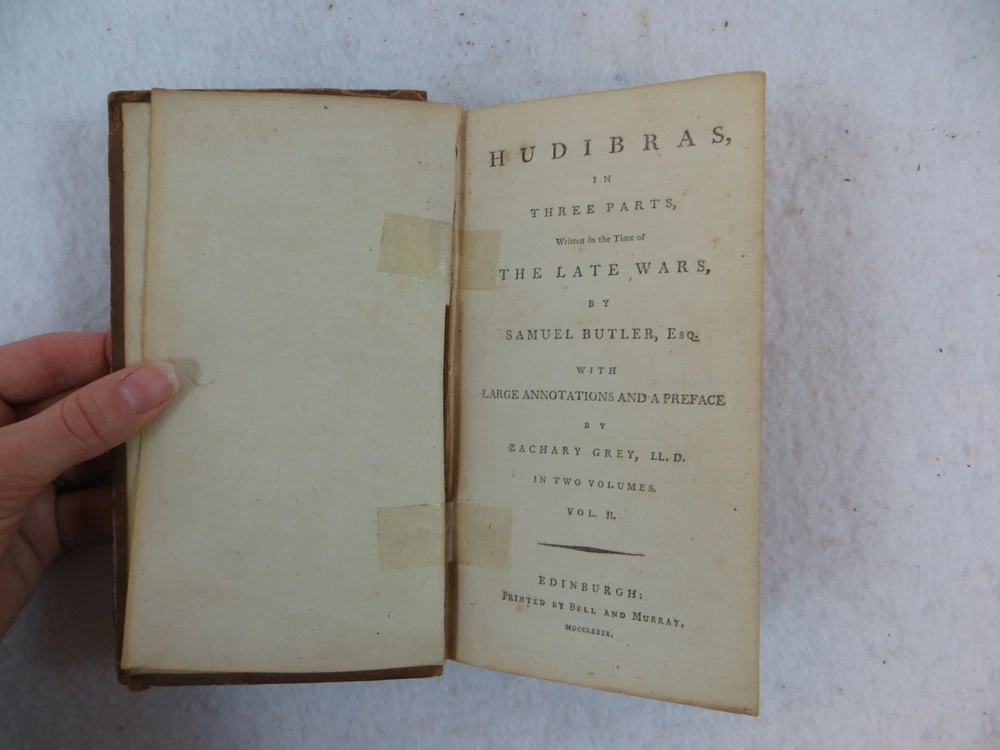 HUDIBRAS,
IN
THREE PARTS,
Written in the Time of
THE LATE WARS,
BY
SAMUEL BUTLER, ESQ.
WITH
LARGE ANNOTATIONS AND A PREFACE
BY
ZACHARY GREY, LL. D.
IN TWO VOLUMES.
VOL. II.
EDINBURGH:
PRINTED BY BELL AND MURRAY.
MDCCLXXIX.